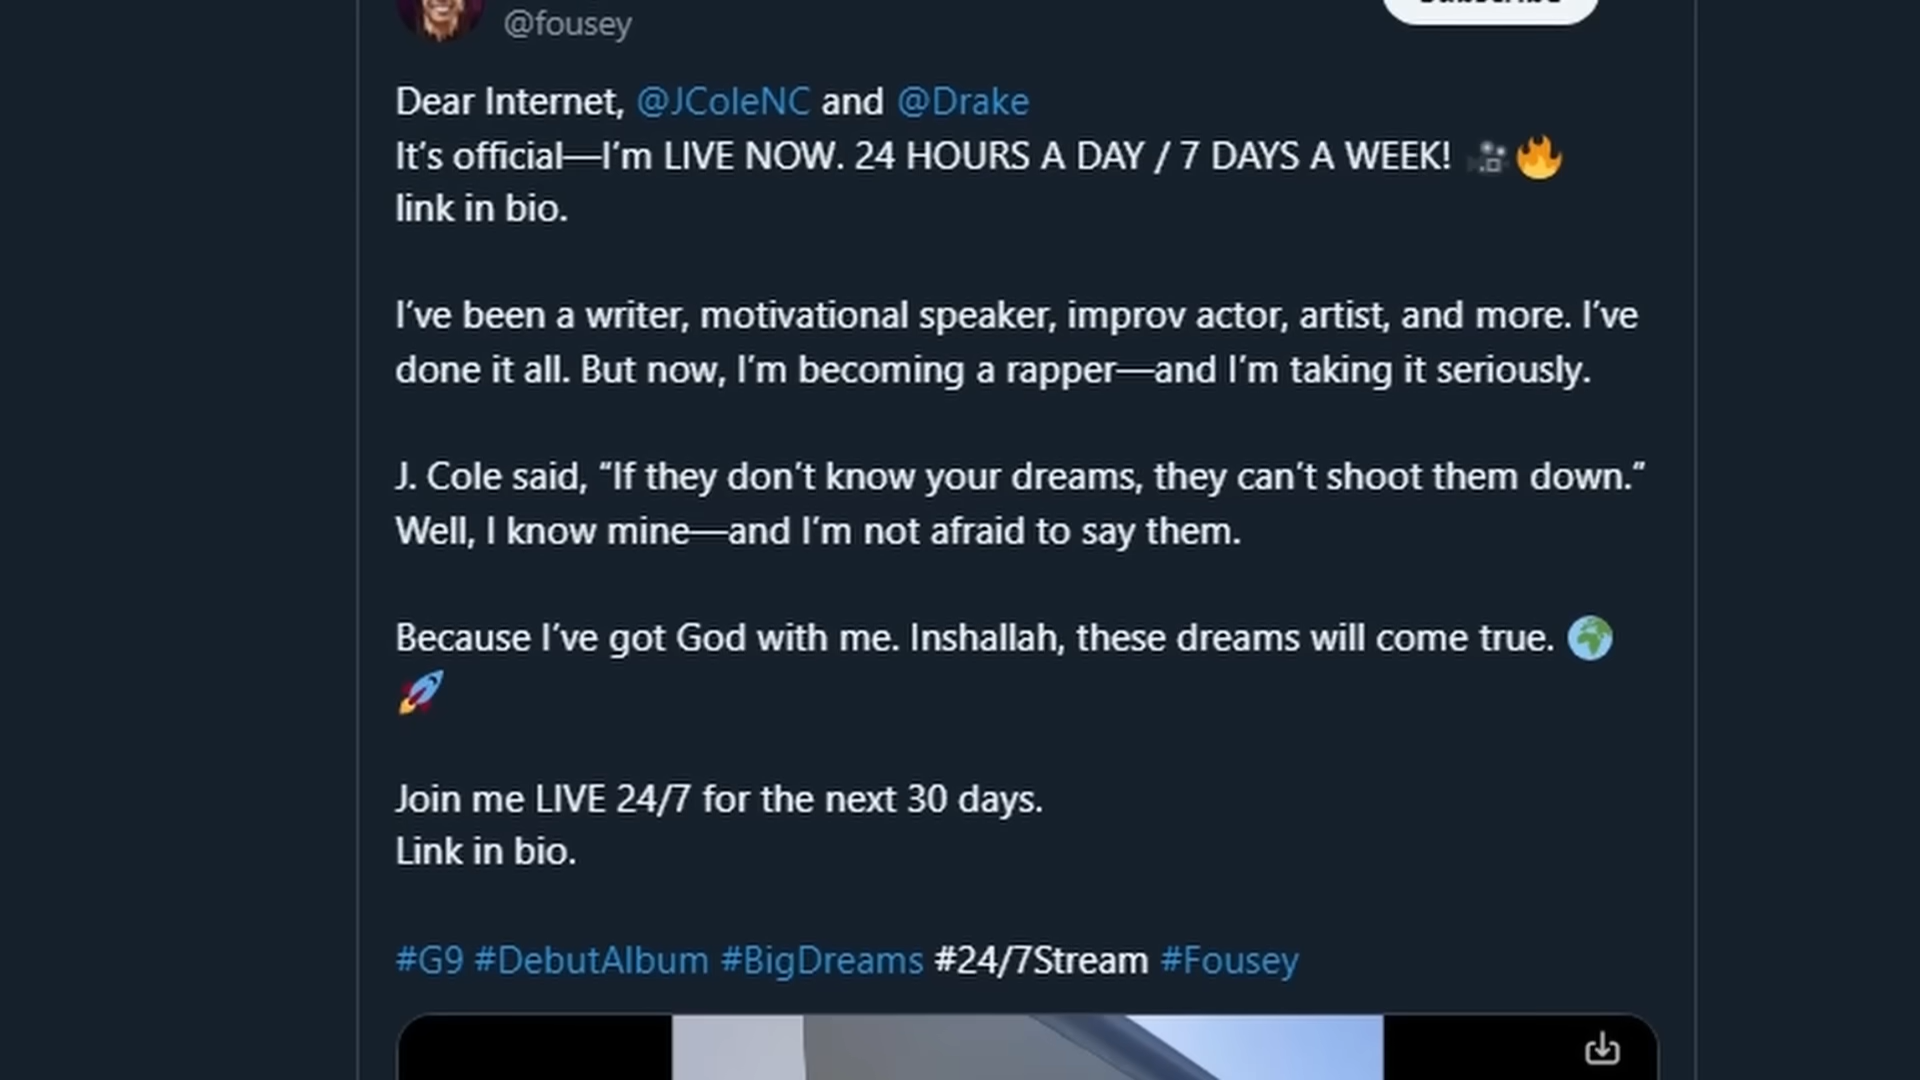 @fousey
Dear Internet, @JColeNC and @Drake
It’s official—I’m LIVE NOW. 24 HOURS A DAY / 7 DAYS A WEEK! 🎥🔥
link in bio.
I’ve been a writer, motivational speaker, improv actor, artist, and more. I’ve
done it all. But now, I’m becoming a rapper—and I’m taking it seriously.
J. Cole said, “If they don’t know your dreams, they can’t shoot them down.”
Well, I know mine—and I’m not afraid to say them.
Because I’ve got God with me. Inshallah, these dreams will come true. 🌍
🚀
Join me LIVE 24/7 for the next 30 days.
Link in bio.
#G9 #DebutAlbum #BigDreams #24/7Stream #Fousey